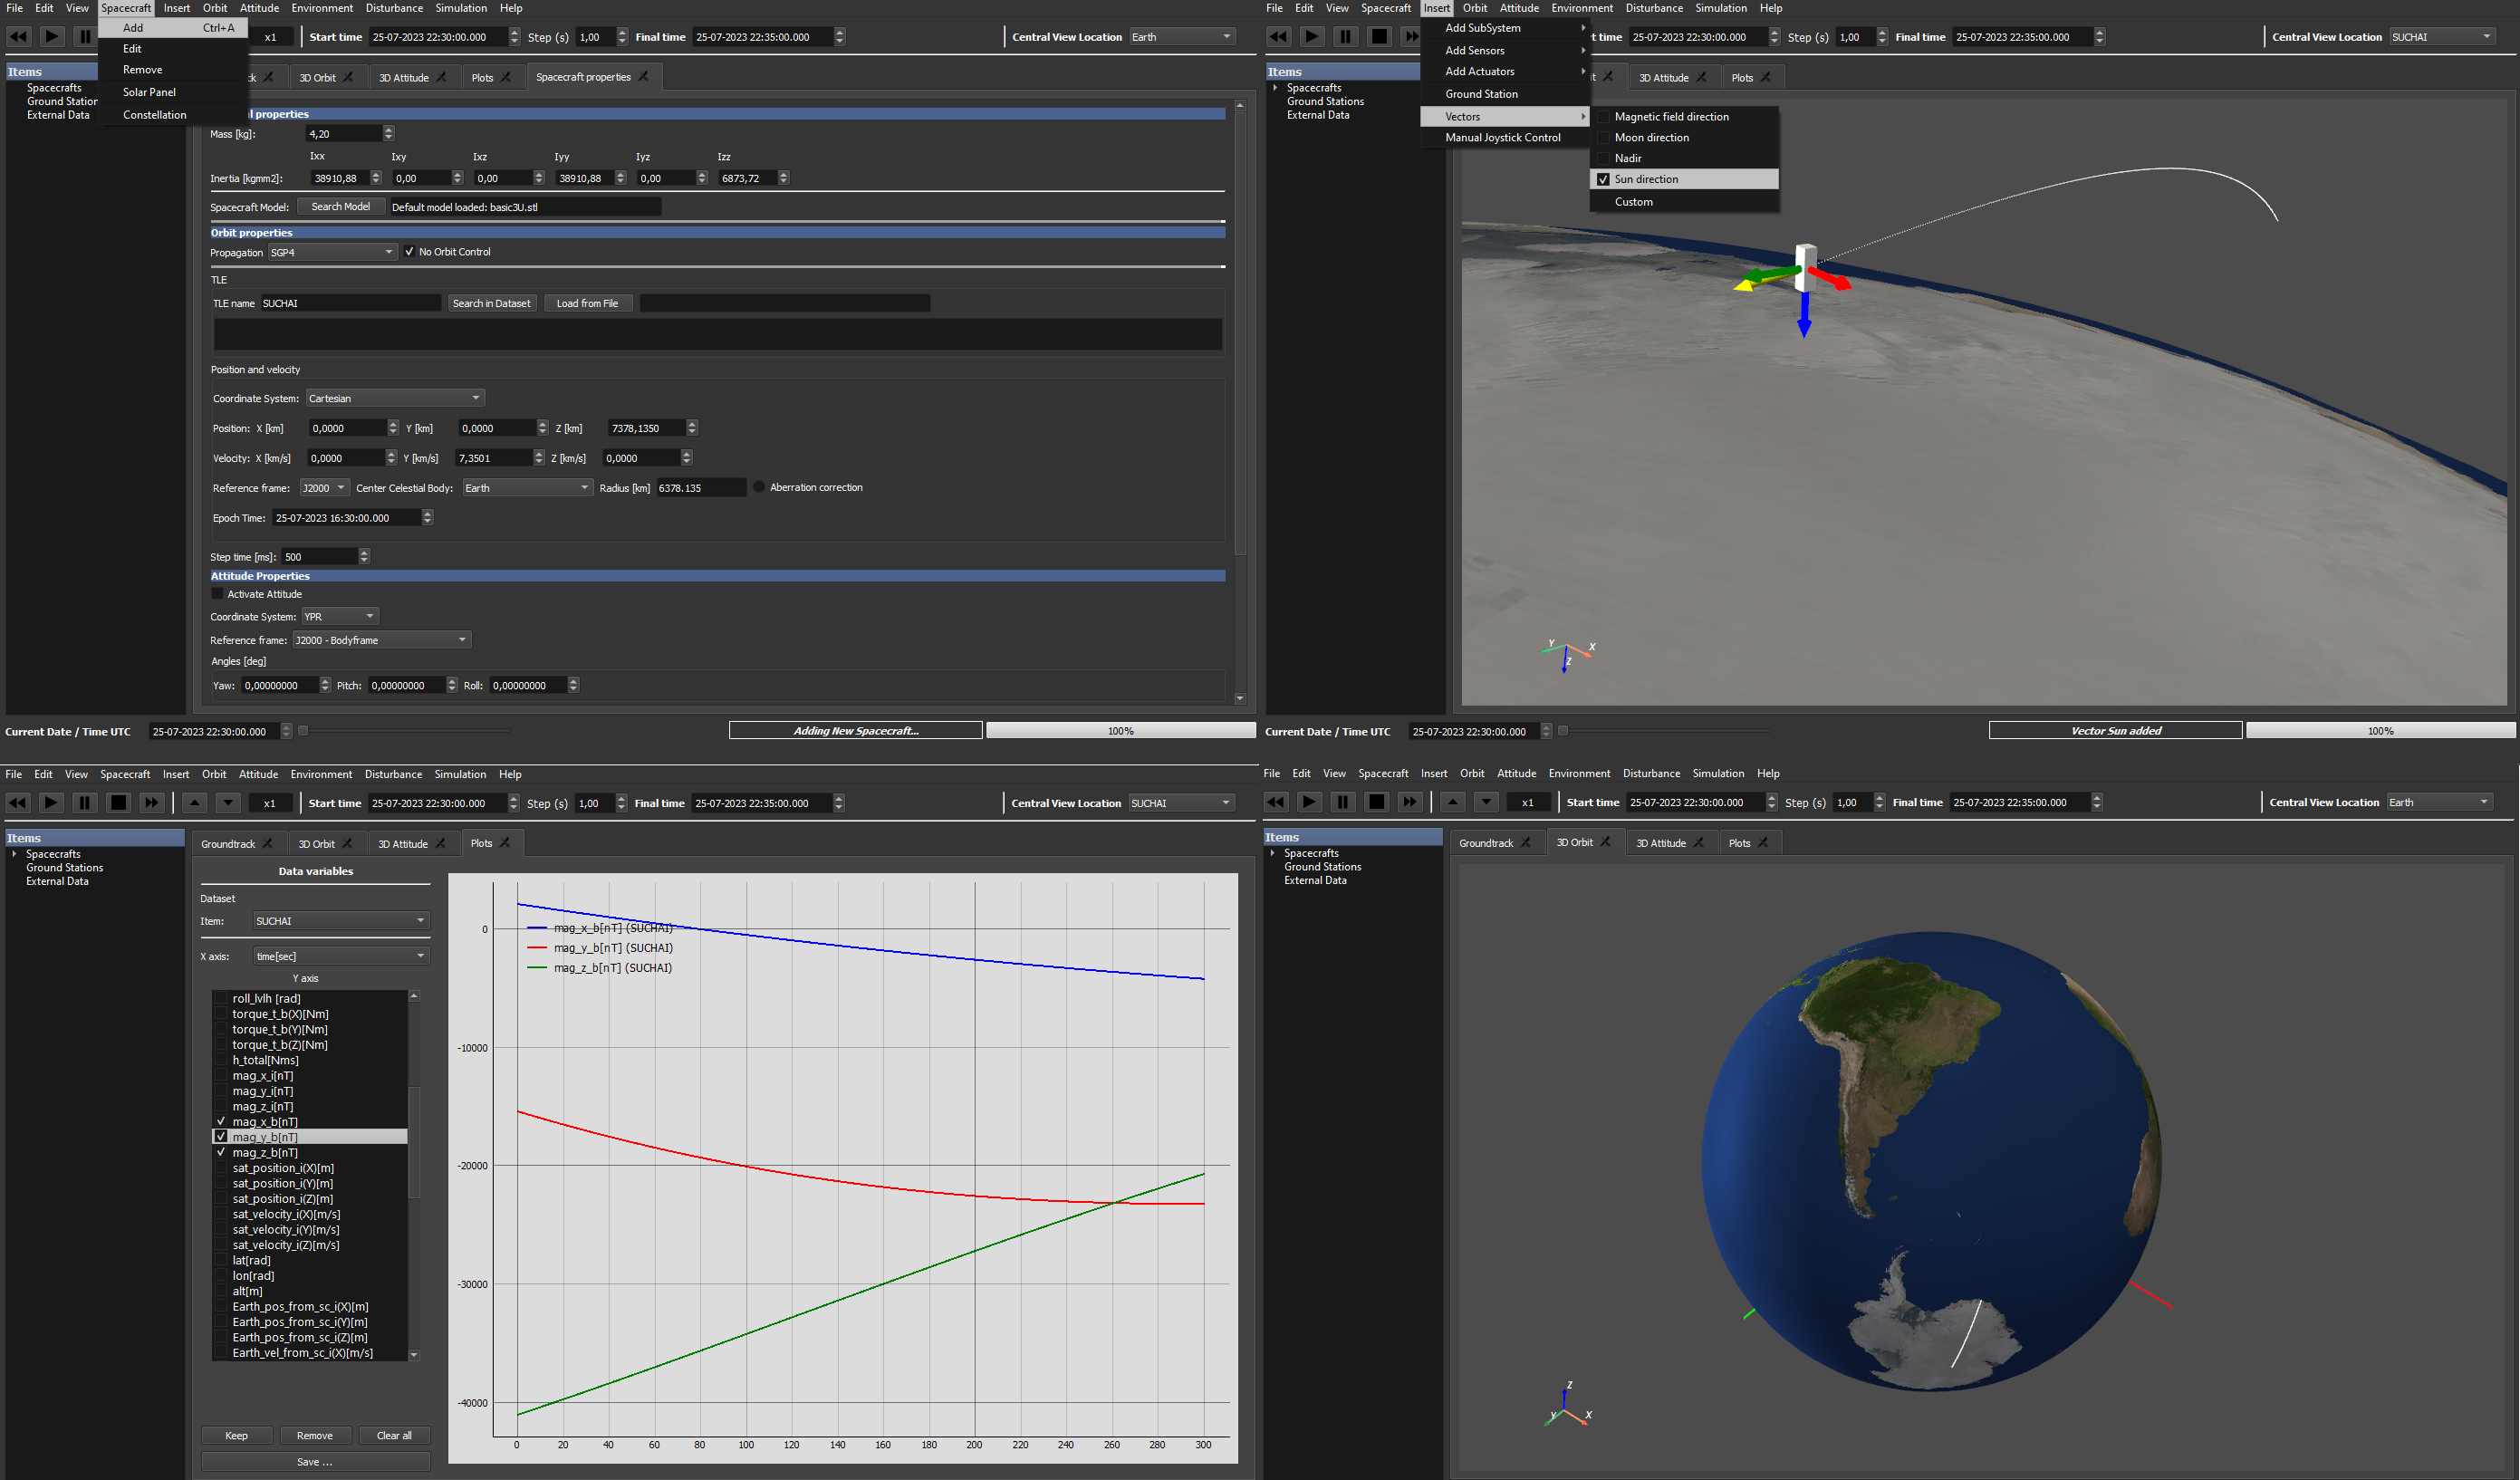 File Edit View Spacecraft Insert Orbit Attitude Environment Disturbance Simulation Help
Add Ctrl+A
Edit
Remove
Solar Panel
Constellation
x1 Start time 25-07-2023 22:30:00.000 Step (s) 1,00 Final time 25-07-2023 22:35:00.000 Central View Location Earth
Items
Spacecrafts
Ground Station
External Data
ck 3D Orbit 3D Attitude Plots Spacecraft properties
l properties
Mass [kg]: 4,20
Ixx Ixy Ixz Iyy Iyz Izz
Inertia [kgmm2]: 38910,88 0,00 0,00 38910,88 0,00 6873,72
Spacecraft Model: Search Model Default model loaded: basic3U.stl
Orbit properties
Propagation SGP4 No Orbit Control
TLE
TLE name SUCHAI Search in Dataset Load from File
Position and velocity
Coordinate System: Cartesian
Position: X [km] 0,0000 Y [km] 0,0000 Z [km] 7378,1350
Velocity: X [km/s] 0,0000 Y [km/s] 7,3501 Z [km/s] 0,0000
Reference frame: J2000 Center Celestial Body: Earth Radius [km] 6378.135 Aberration correction
Epoch Time: 25-07-2023 16:30:00.000
Step time [ms]: 500
Attitude Properties
Activate Attitude
Coordinate System: YPR
Reference frame: J2000 - Bodyframe
Angles [deg]
Yaw: 0,00000000 Pitch: 0,00000000 Roll: 0,00000000
Current Date / Time UTC 25-07-2023 22:30:00.000 Adding New Spacecraft... 100%
File Edit View Spacecraft Insert Orbit Attitude Environment Disturbance Simulation Help
Add SubSystem
Add Sensors
Add Actuators
Ground Station
Vectors
Manual Joystick Control
Magnetic field direction
Moon direction
Nadir
Sun direction
Custom
t time 25-07-2023 22:30:00.000 Step (s) 1,00 Final time 25-07-2023 22:35:00.000 Central View Location SUCHAI
Items
Spacecrafts
Ground Stations
External Data
it 3D Attitude Plots
Y X
Z
Current Date / Time UTC 25-07-2023 22:30:00.000 Vector Sun added 100%
File Edit View Spacecraft Insert Orbit Attitude Environment Disturbance Simulation Help
x1 Start time 25-07-2023 22:30:00.000 Step (s) 1,00 Final time 25-07-2023 22:35:00.000 Central View Location SUCHAI
Items
Spacecrafts
Ground Stations
External Data
Groundtrack 3D Orbit 3D Attitude Plots
Data variables
Dataset
Item: SUCHAI
X axis: time[sec]
Y axis
roll_lvlh [rad]
torque_t_b(X)[Nm]
torque_t_b(Y)[Nm]
torque_t_b(Z)[Nm]
h_total[Nms]
mag_x_i[nT]
mag_y_i[nT]
mag_z_i[nT]
mag_x_b[nT]
mag_y_b[nT]
mag_z_b[nT]
sat_position_i(X)[m]
sat_position_i(Y)[m]
sat_position_i(Z)[m]
sat_velocity_i(X)[m/s]
sat_velocity_i(Y)[m/s]
sat_velocity_i(Z)[m/s]
lat[rad]
lon[rad]
alt[m]
Earth_pos_from_sc_i(X)[m]
Earth_pos_from_sc_i(Y)[m]
Earth_pos_from_sc_i(Z)[m]
Earth_vel_from_sc_i(X)[m/s]
Keep Remove Clear all
Save ...
mag_x_b[nT] (SUCHAI)
mag_y_b[nT] (SUCHAI)
mag_z_b[nT] (SUCHAI)
0
-10000
-20000
-30000
-40000
0 20 40 60 80 100 120 140 160 180 200 220 240 260 280 300
File Edit View Spacecraft Insert Orbit Attitude Environment Disturbance Simulation Help
x1 Start time 25-07-2023 22:30:00.000 Step (s) 1,00 Final time 25-07-2023 22:35:00.000 Central View Location Earth
Items
Spacecrafts
Ground Stations
External Data
Groundtrack 3D Orbit 3D Attitude Plots
Z
Y X